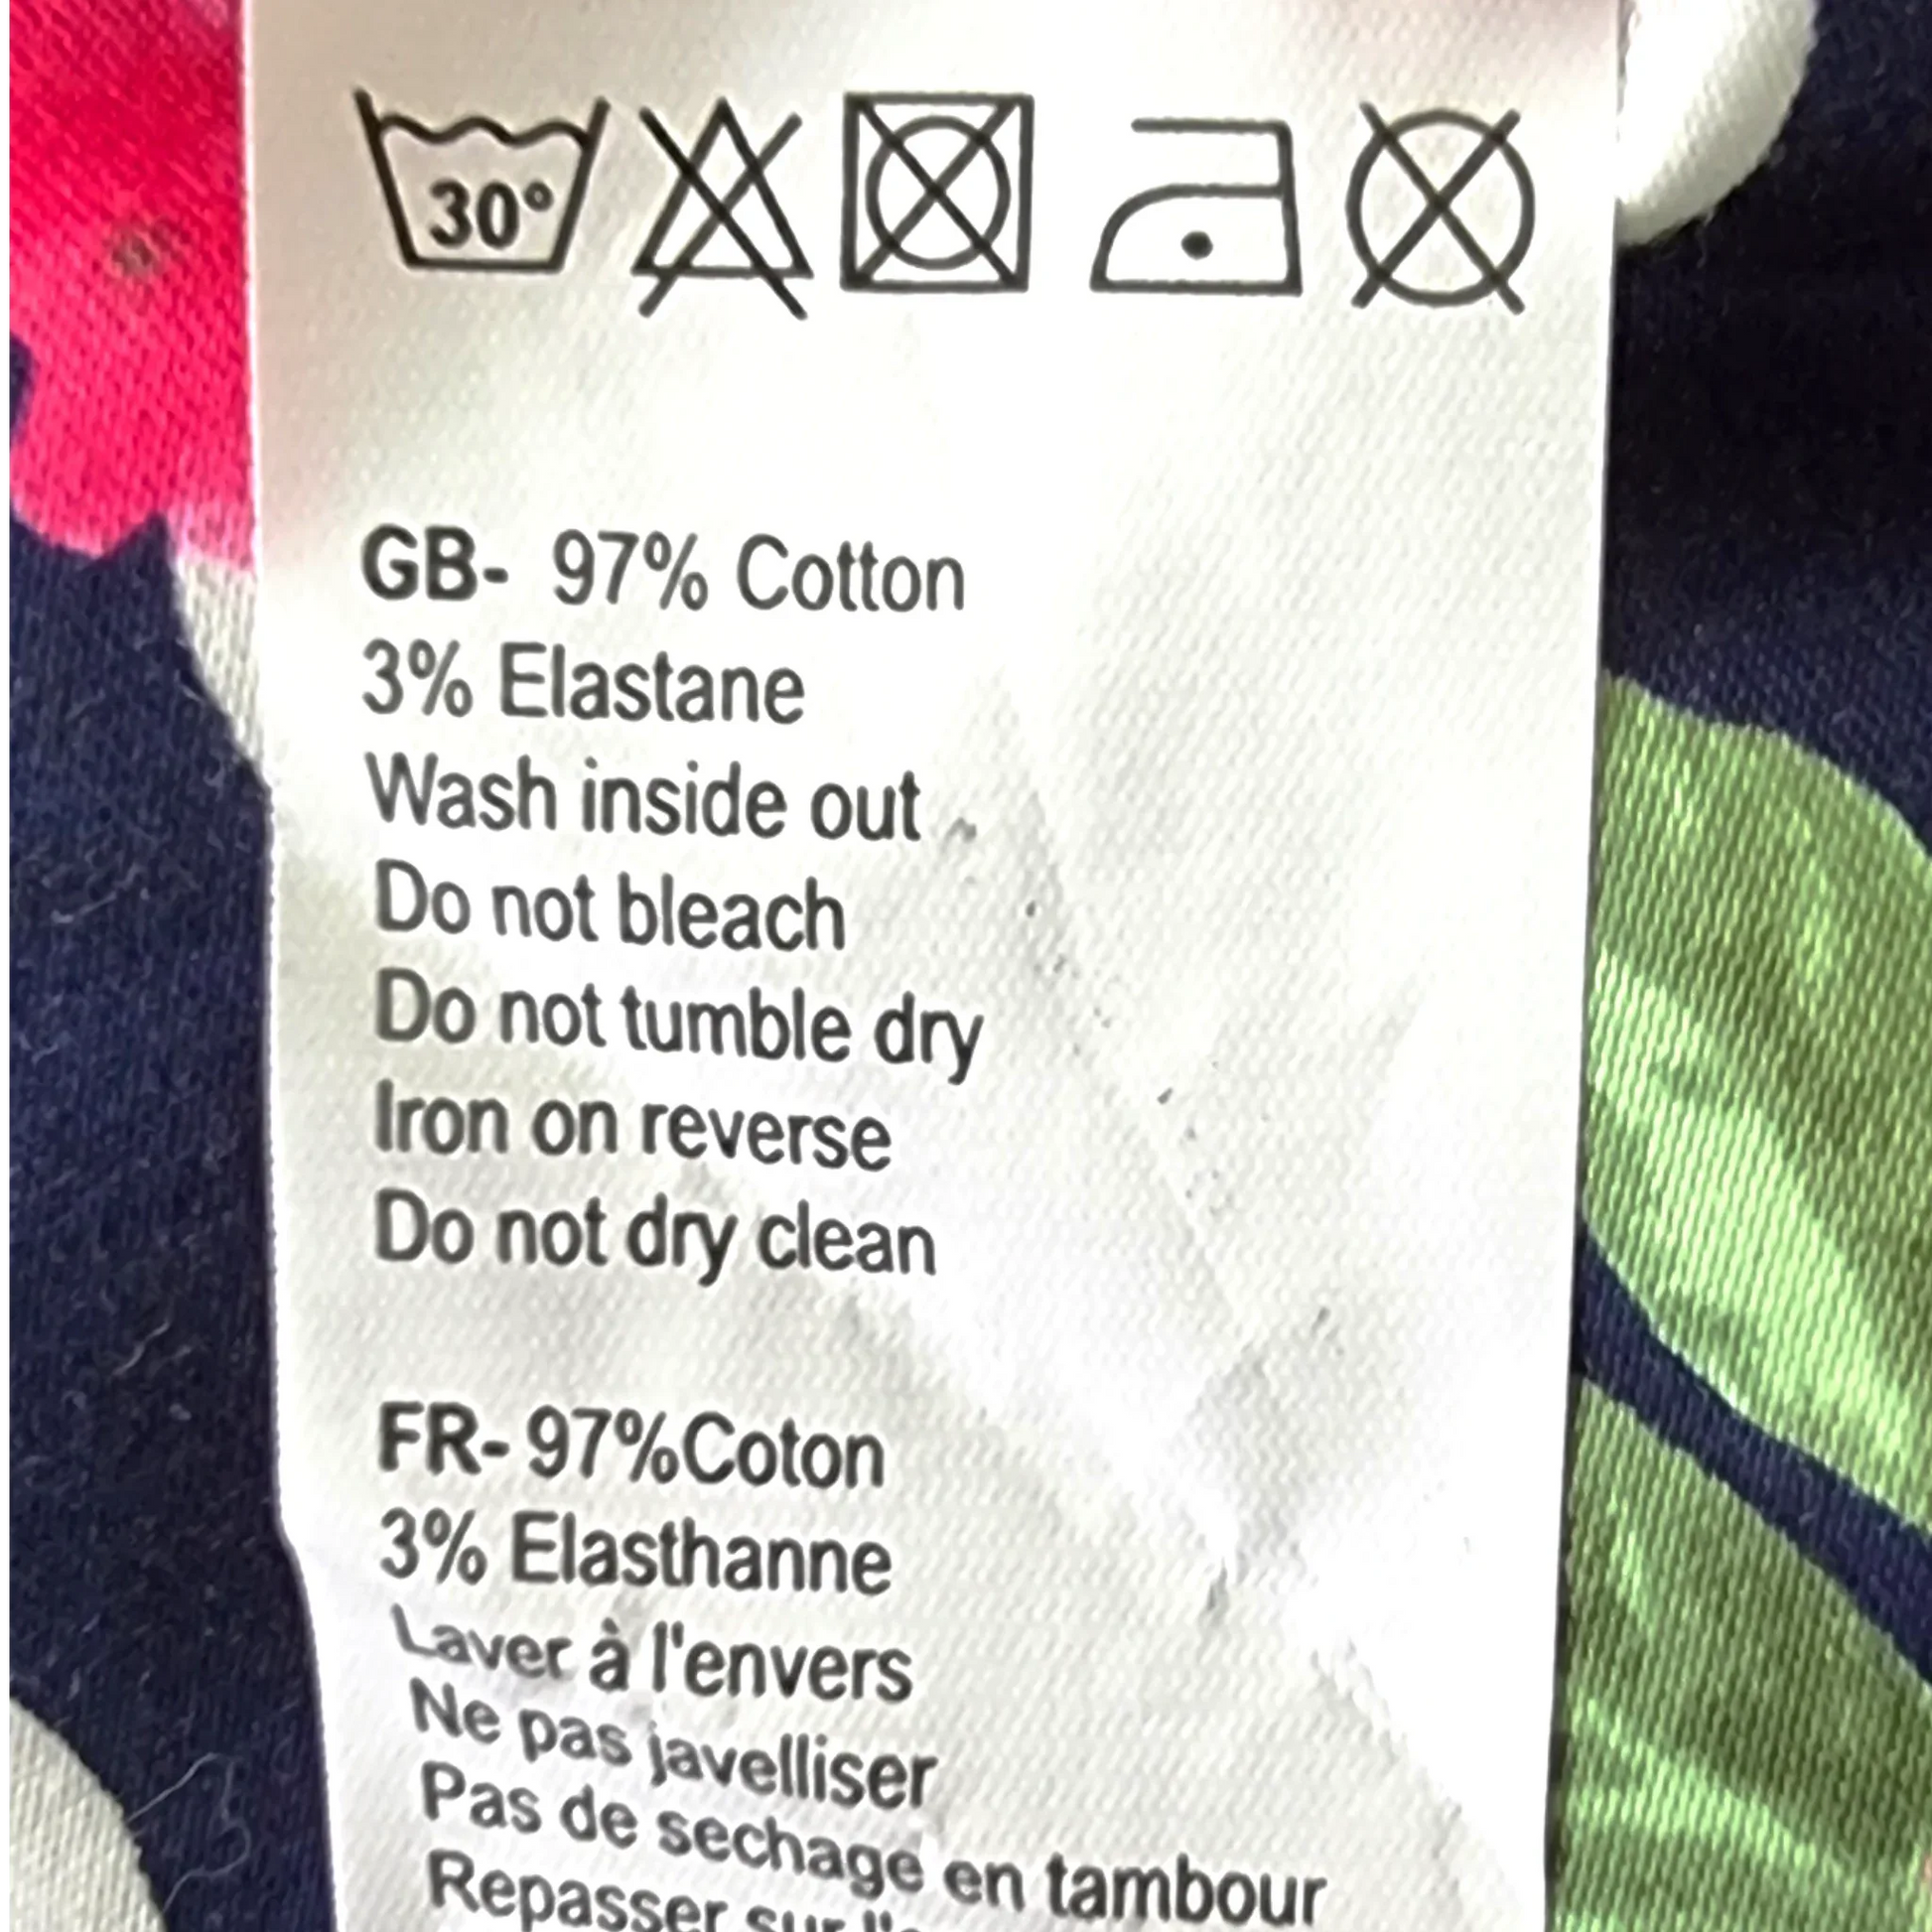 30°
GB- 97% Cotton
3% Elastane
Wash inside out
Do not bleach
Do not tumble dry
Iron on reverse
Do not dry clean
FR- 97%Coton
3% Elasthanne
Laver à l'envers
Ne pas javelliser
Pas de sechage en tambour
Repasser sur